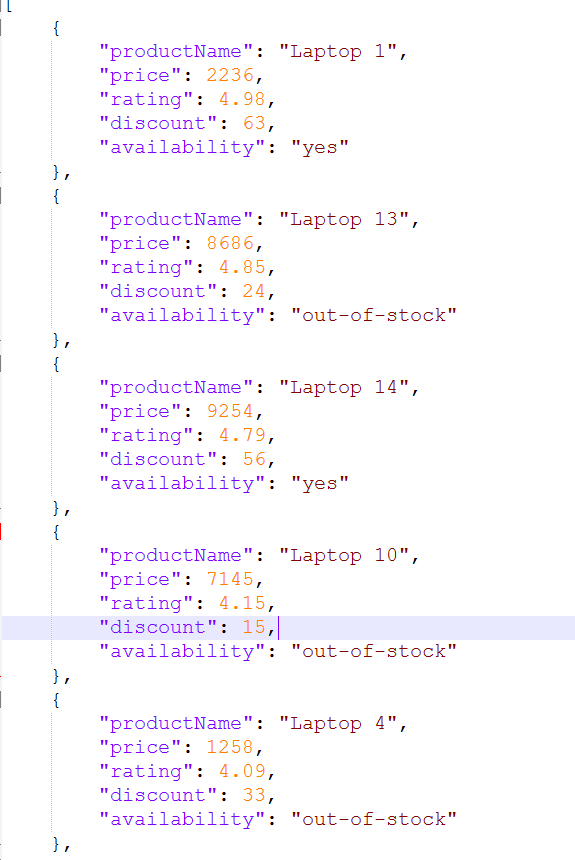 [
    {
        "productName": "Laptop 1",
        "price": 2236,
        "rating": 4.98,
        "discount": 63,
        "availability": "yes"
    },
    {
        "productName": "Laptop 13",
        "price": 8686,
        "rating": 4.85,
        "discount": 24,
        "availability": "out-of-stock"
    },
    {
        "productName": "Laptop 14",
        "price": 9254,
        "rating": 4.79,
        "discount": 56,
        "availability": "yes"
    },
    {
        "productName": "Laptop 10",
        "price": 7145,
        "rating": 4.15,
        "discount": 15,
        "availability": "out-of-stock"
    },
    {
        "productName": "Laptop 4",
        "price": 1258,
        "rating": 4.09,
        "discount": 33,
        "availability": "out-of-stock"
    },